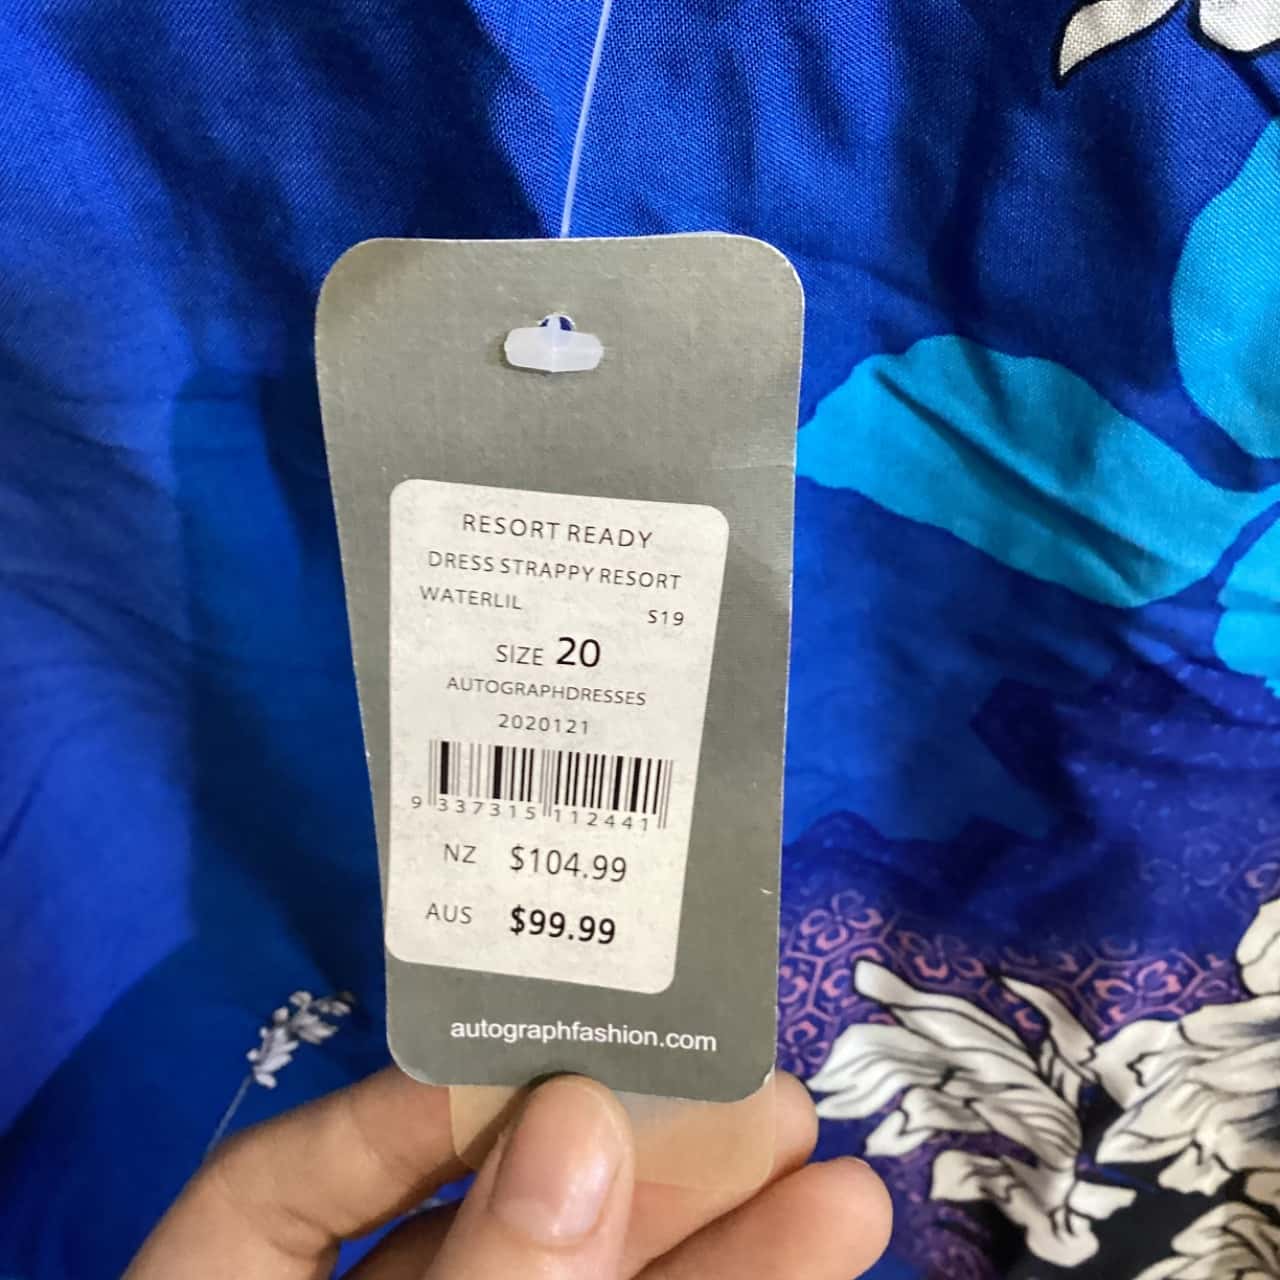 RESORT READY
DRESS STRAPPY RESORT
WATERLIL S19
SIZE 20
AUTOGRAPHDRESSES
2020121
9 337315 112441
NZ $104.99
AUS $99.99
autographfashion.com